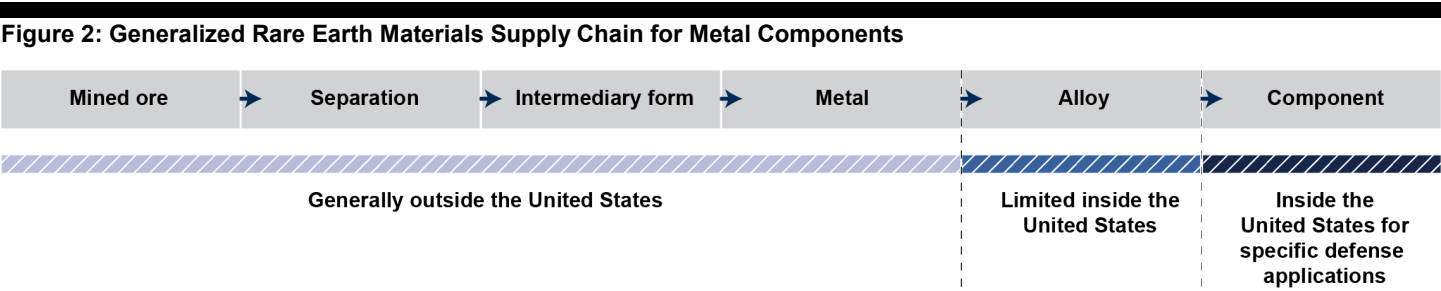 Figure 2: Generalized Rare Earth Materials Supply Chain for Metal Components
Mined ore
Separation
Intermediary form
Metal
Alloy
Component
Generally outside the United States
Limited inside the
United States
Inside the
United States for
specific defense
applications